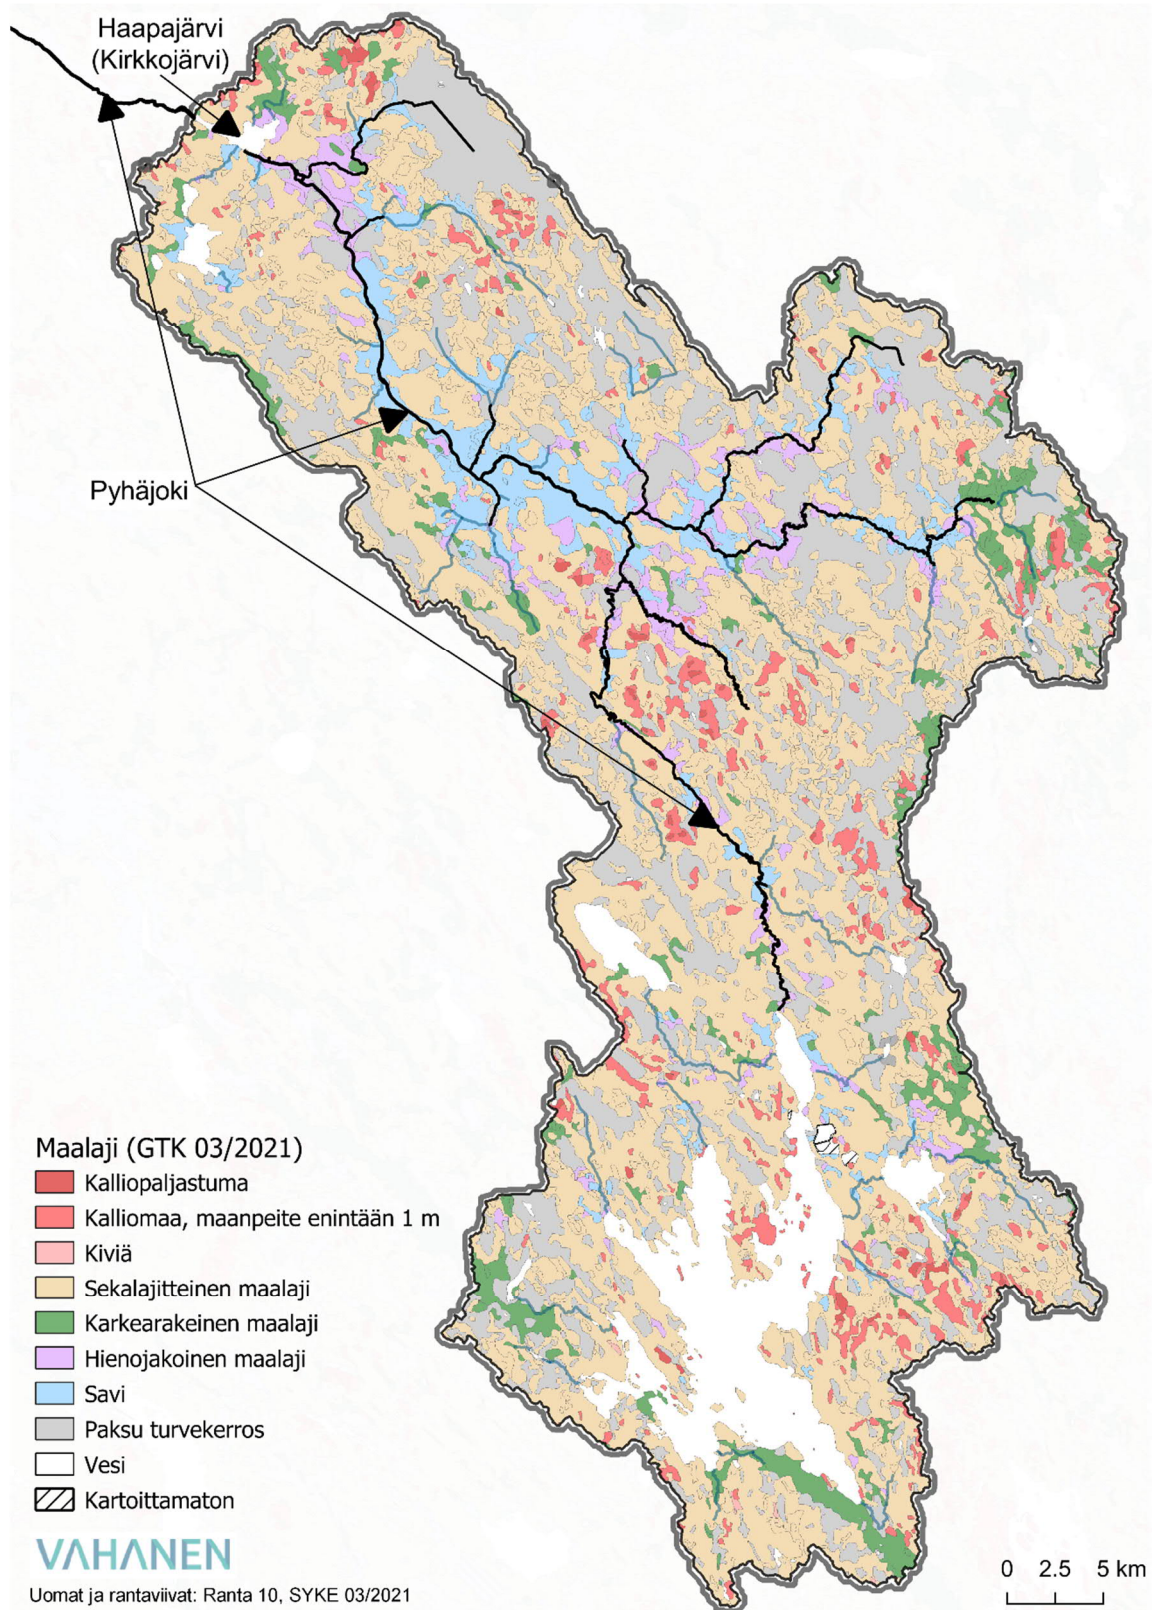 Haapajärvi
(Kirkkojärvi)
Pyhäjoki
Maalaji (GTK 03/2021)
Kalliopaljastuma
Kalliomaa, maanpeite enintään 1 m
Kiviä
Sekalajitteinen maalaji
Karkearakeinen maalaji
Hienojakoinen maalaji
Savi
Paksu turvekerros
Vesi
Kartoittamaton
VAHANEN
Uomat ja rantaviivat: Ranta 10, SYKE 03/2021
0 2.5 5 km